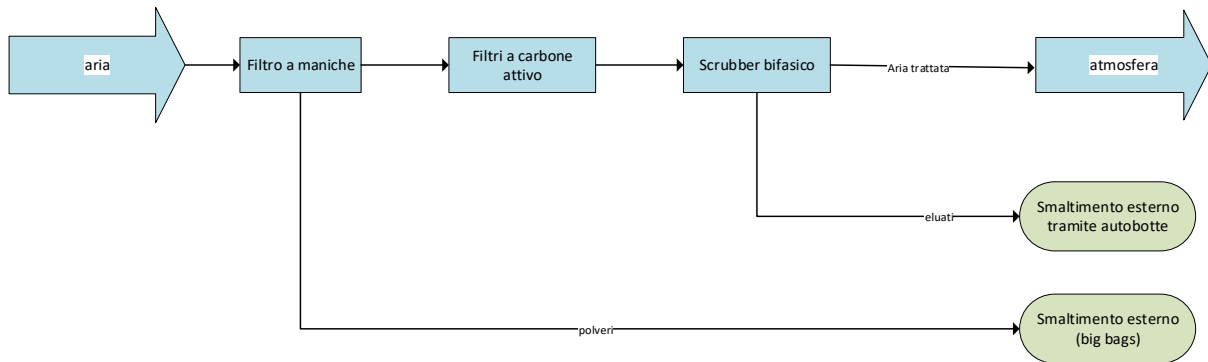 aria
Filtro a maniche
Filtri a carbone
attivo
Scrubber bifasico
Aria trattata
atmosfera
eluati
Smaltimento esterno
tramite autobotte
polveri
Smaltimento esterno
(big bags)